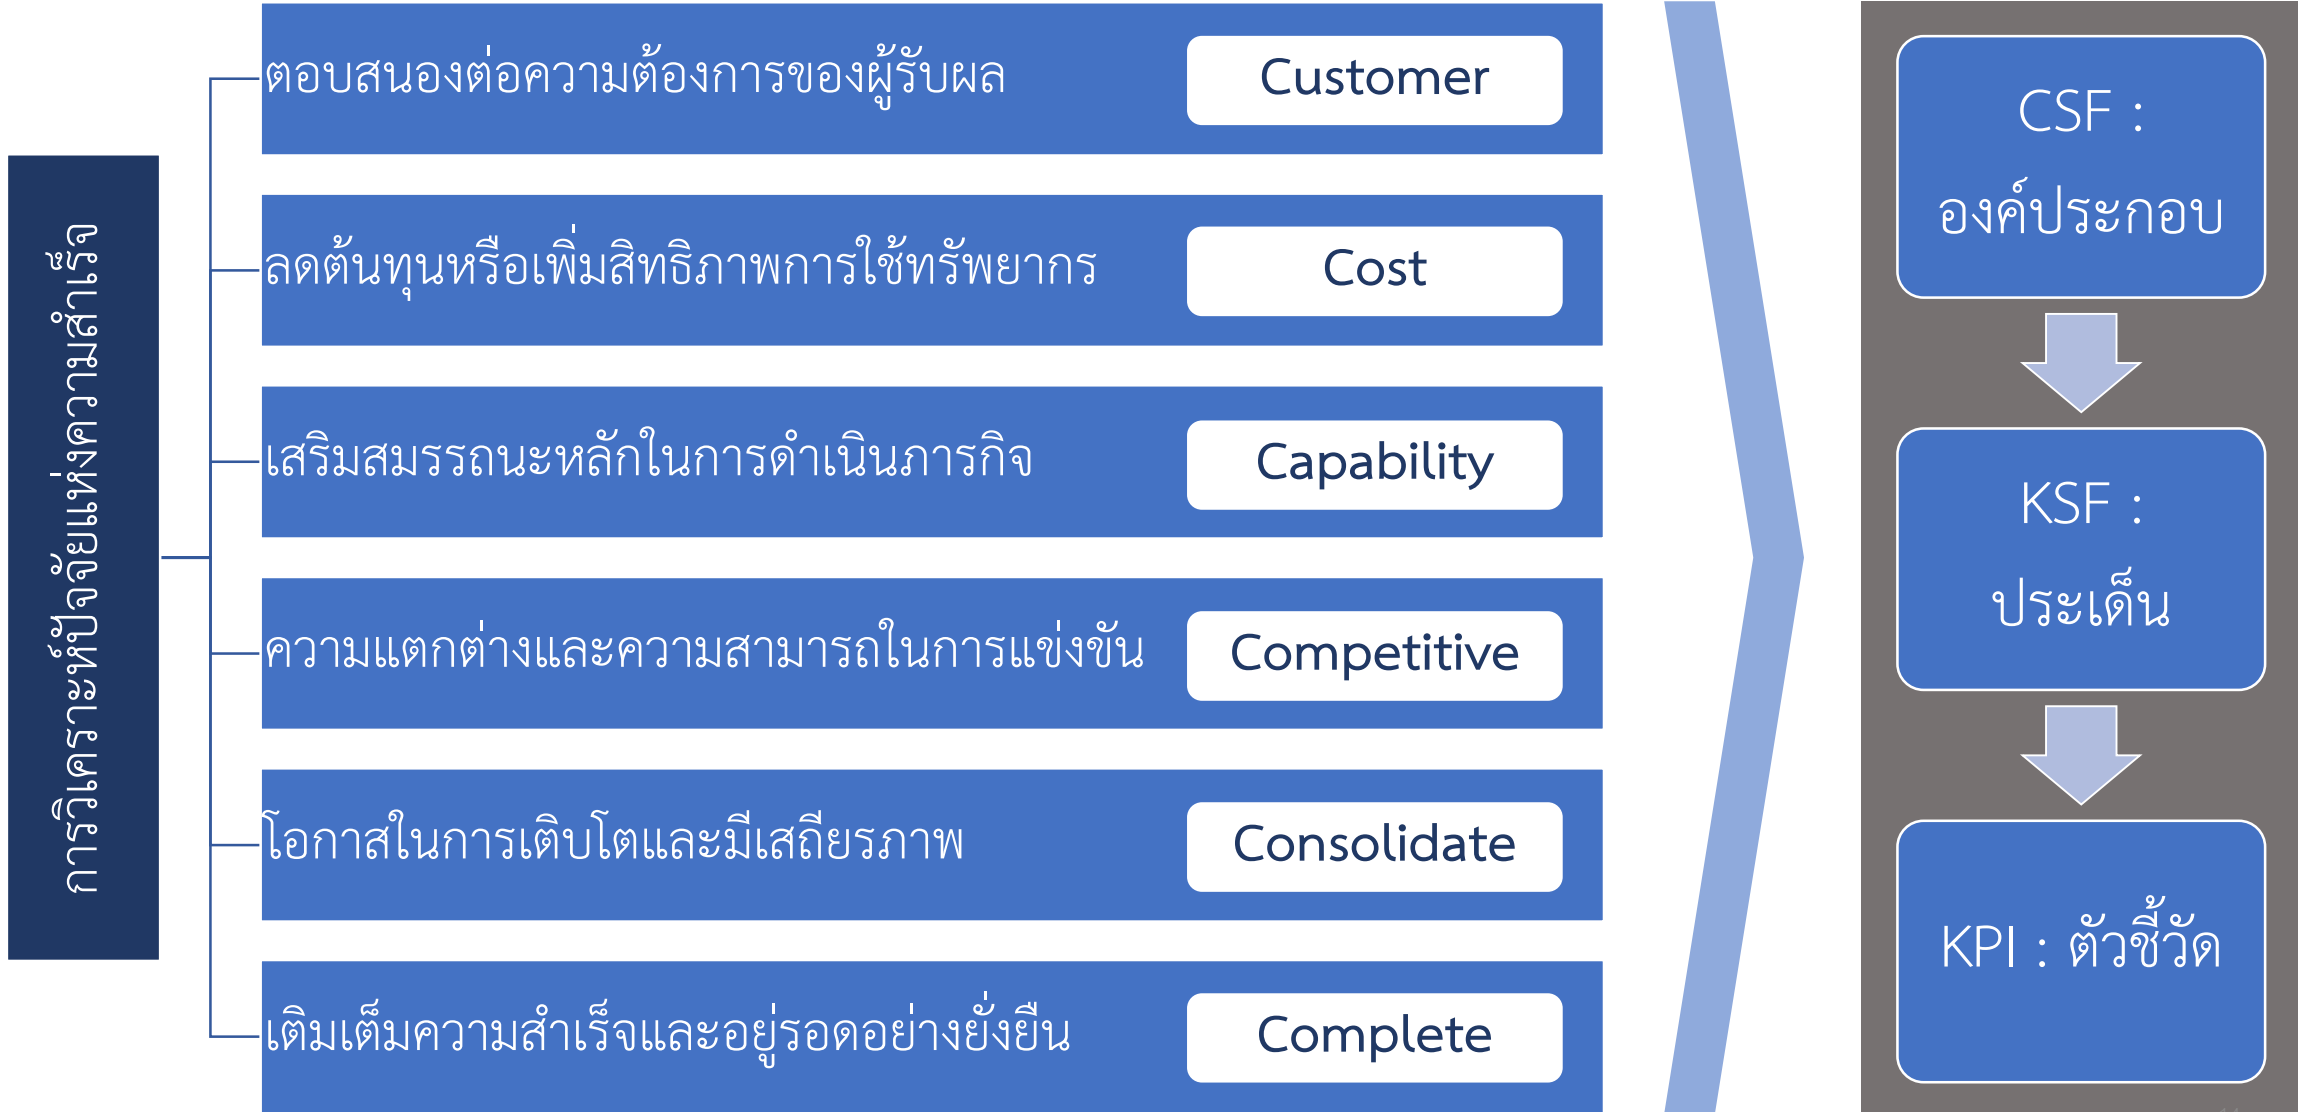 การวิเคราะห์ปัจจัยแห่งความสำเร็จ
ตอบสนองต่อความต้องการของผู้รับผล
Customer
ลดต้นทุนหรือเพิ่มสิทธิภาพการใช้ทรัพยากร
Cost
เสริมสมรรถนะหลักในการดำเนินภารกิจ
Capability
ความแตกต่างและความสามารถในการแข่งขัน
Competitive
โอกาสในการเติบโตและมีเสถียรภาพ
Consolidate
เติมเต็มความสำเร็จและอยู่รอดอย่างยั่งยืน
Complete
CSF :
องค์ประกอบ
KSF :
ประเด็น
KPI : ตัวชี้วัด